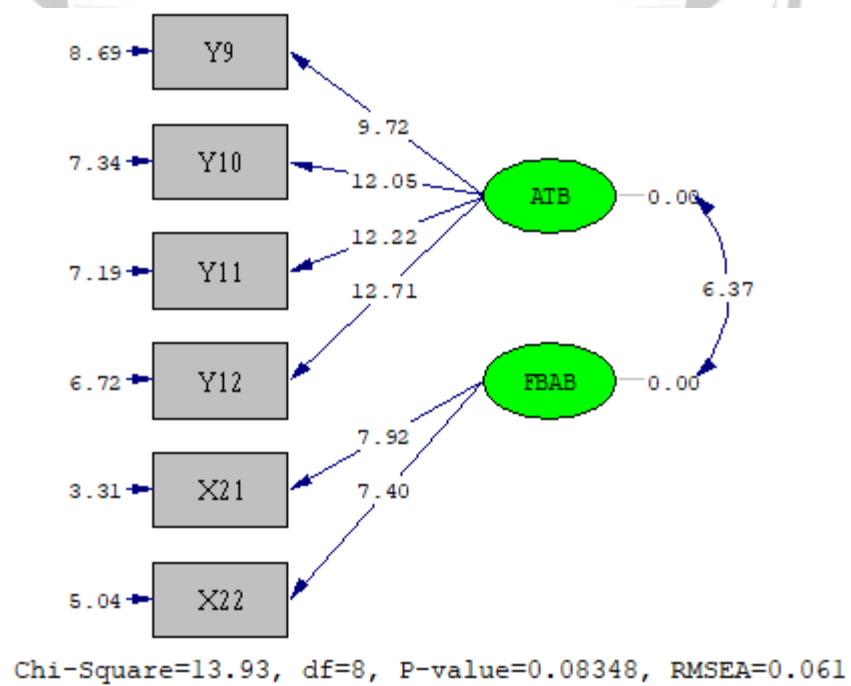 8.69
Y9
9.72
7.34
Y10
12.05
ATB
0.00
12.22
7.19
Y11
12.71
6.37
6.72
Y12
FBAB
0.00
7.92
3.31
X21
7.40
5.04
X22
Chi-Square=13.93, df=8, P-value=0.08348, RMSEA=0.061